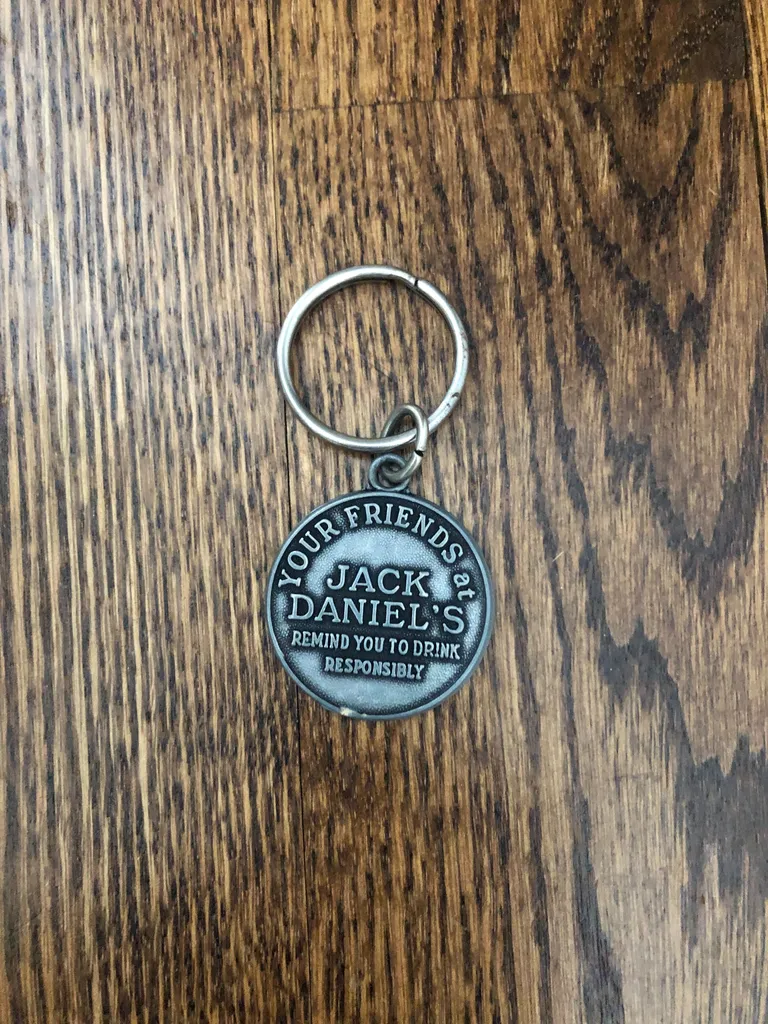 YOUR FRIENDS at
JACK
DANIEL'S
REMIND YOU TO DRINK
RESPONSIBLY